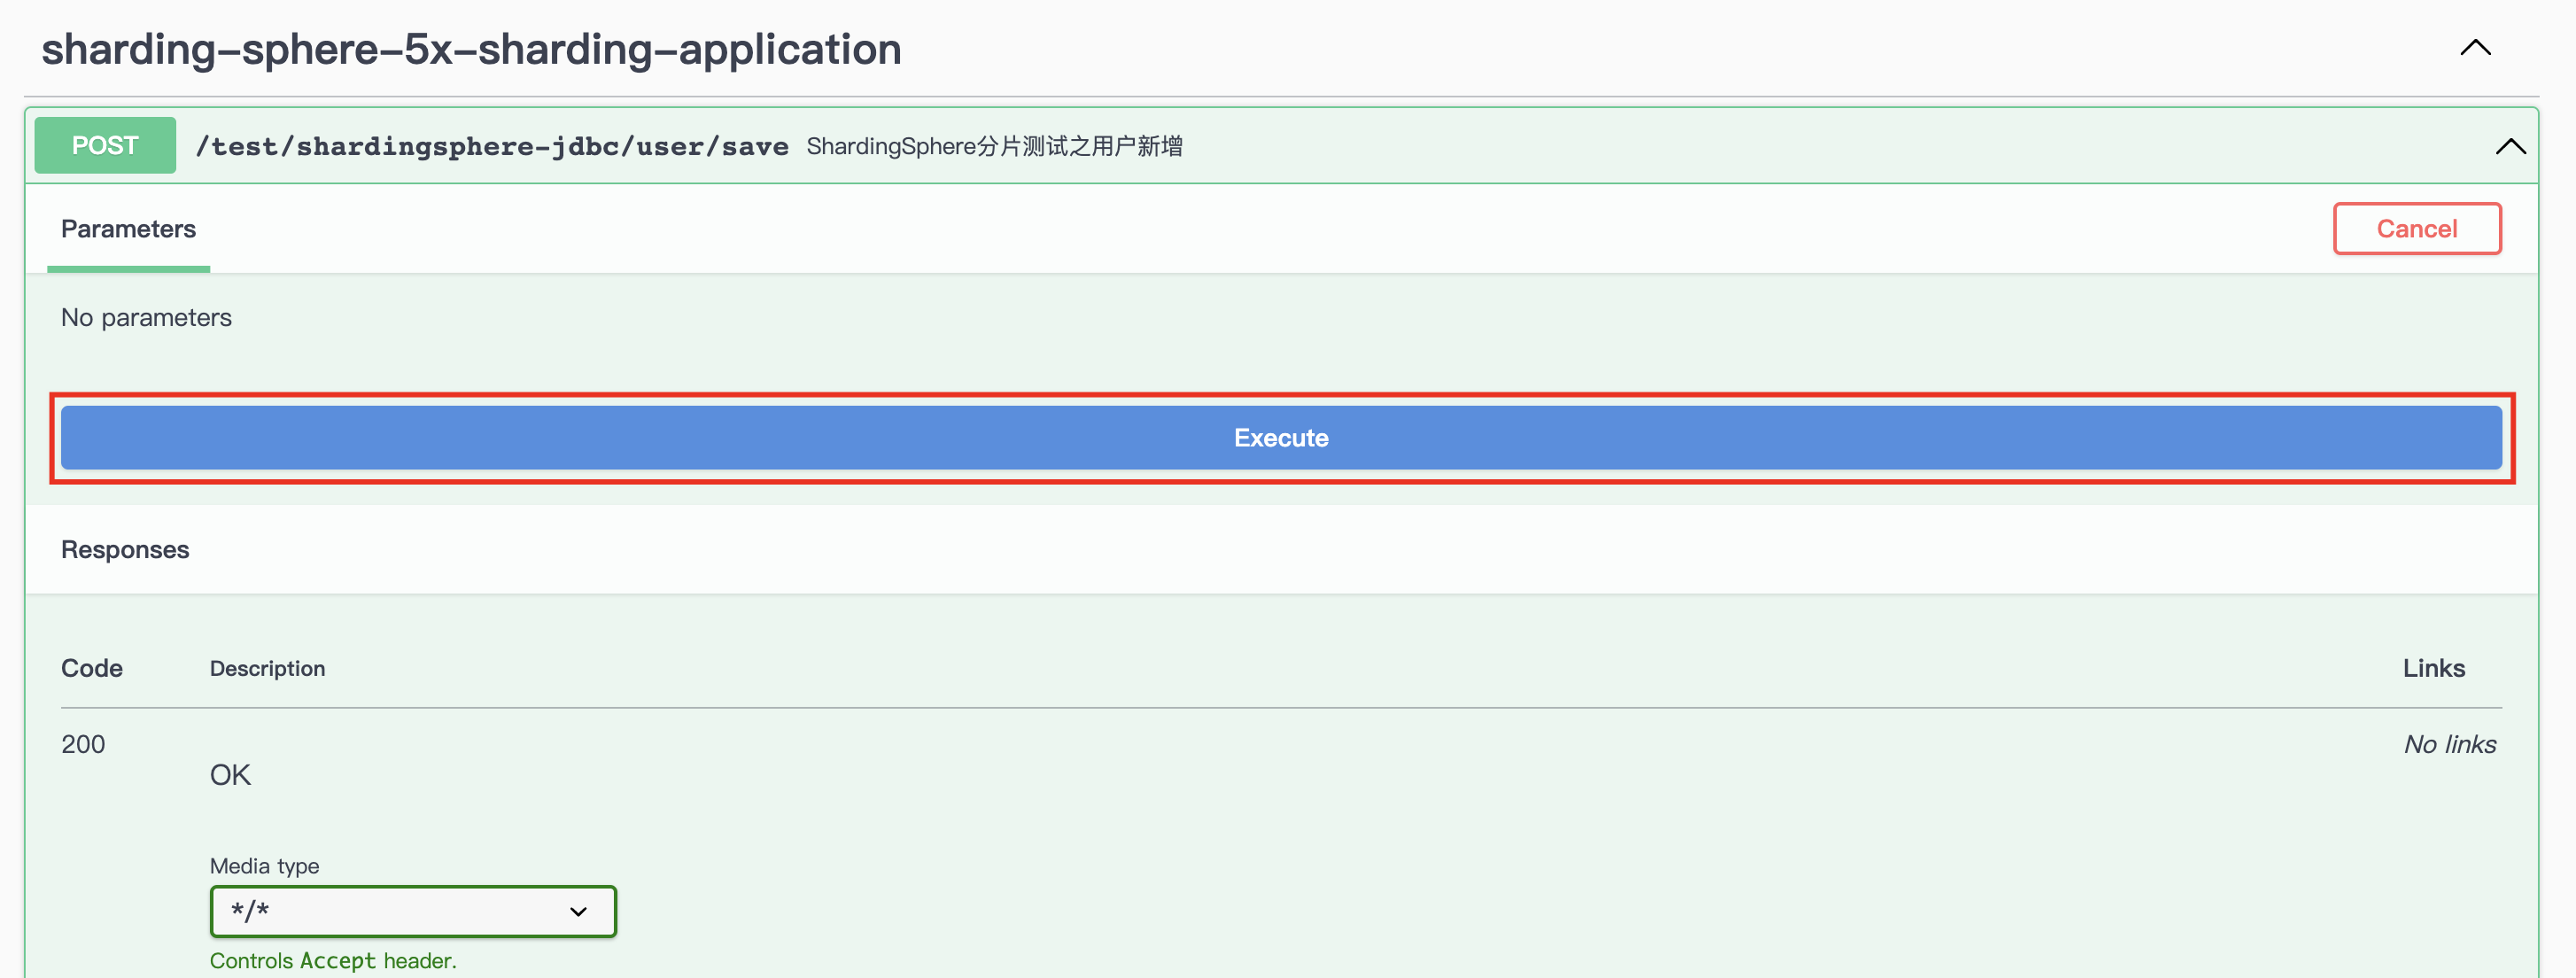 sharding-sphere-5x-sharding-application
POST /test/shardingsphere-jdbc/user/save ShardingSphere分片测试之用户新增
Parameters
Cancel
No parameters
Execute
Responses
Code Description Links
200 No links
OK
Media type
*/*
Controls Accept header.